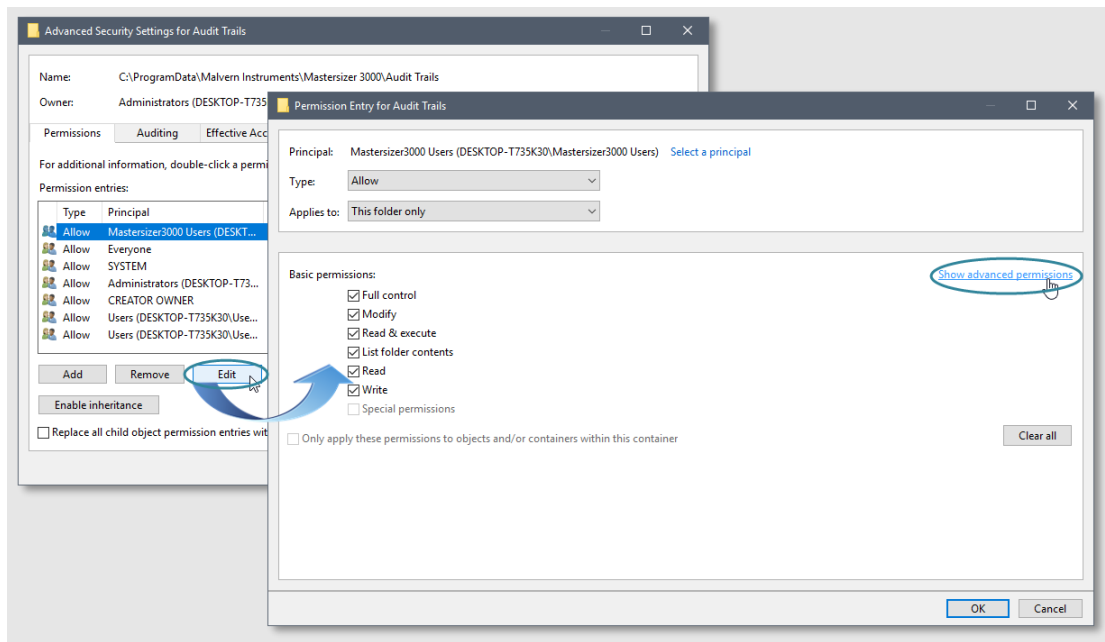 Advanced Security Settings for Audit Trails
Name: C:\ProgramData\Malvern Instruments\Mastersizer 3000\Audit Trails
Owner: Administrators (DESKTOP-T735
Permissions Auditing Effective Acc
For additional information, double-click a permi
Permission entries:
Type Principal
Allow Mastersizer3000 Users (DESKT...
Allow Everyone
Allow SYSTEM
Allow Administrators (DESKTOP-T73...
Allow CREATOR OWNER
Allow Users (DESKTOP-T735K30\Use...
Allow Users (DESKTOP-T735K30\Use...
Add Remove Edit
Enable inheritance
Replace all child object permission entries wit
Permission Entry for Audit Trails
Principal: Mastersizer3000 Users (DESKTOP-T735K30\Mastersizer3000 Users) Select a principal
Type: Allow
Applies to: This folder only
Basic permissions: Show advanced permissions
Full control
Modify
Read & execute
List folder contents
Read
Write
Special permissions
Only apply these permissions to objects and/or containers within this container
Clear all
OK Cancel